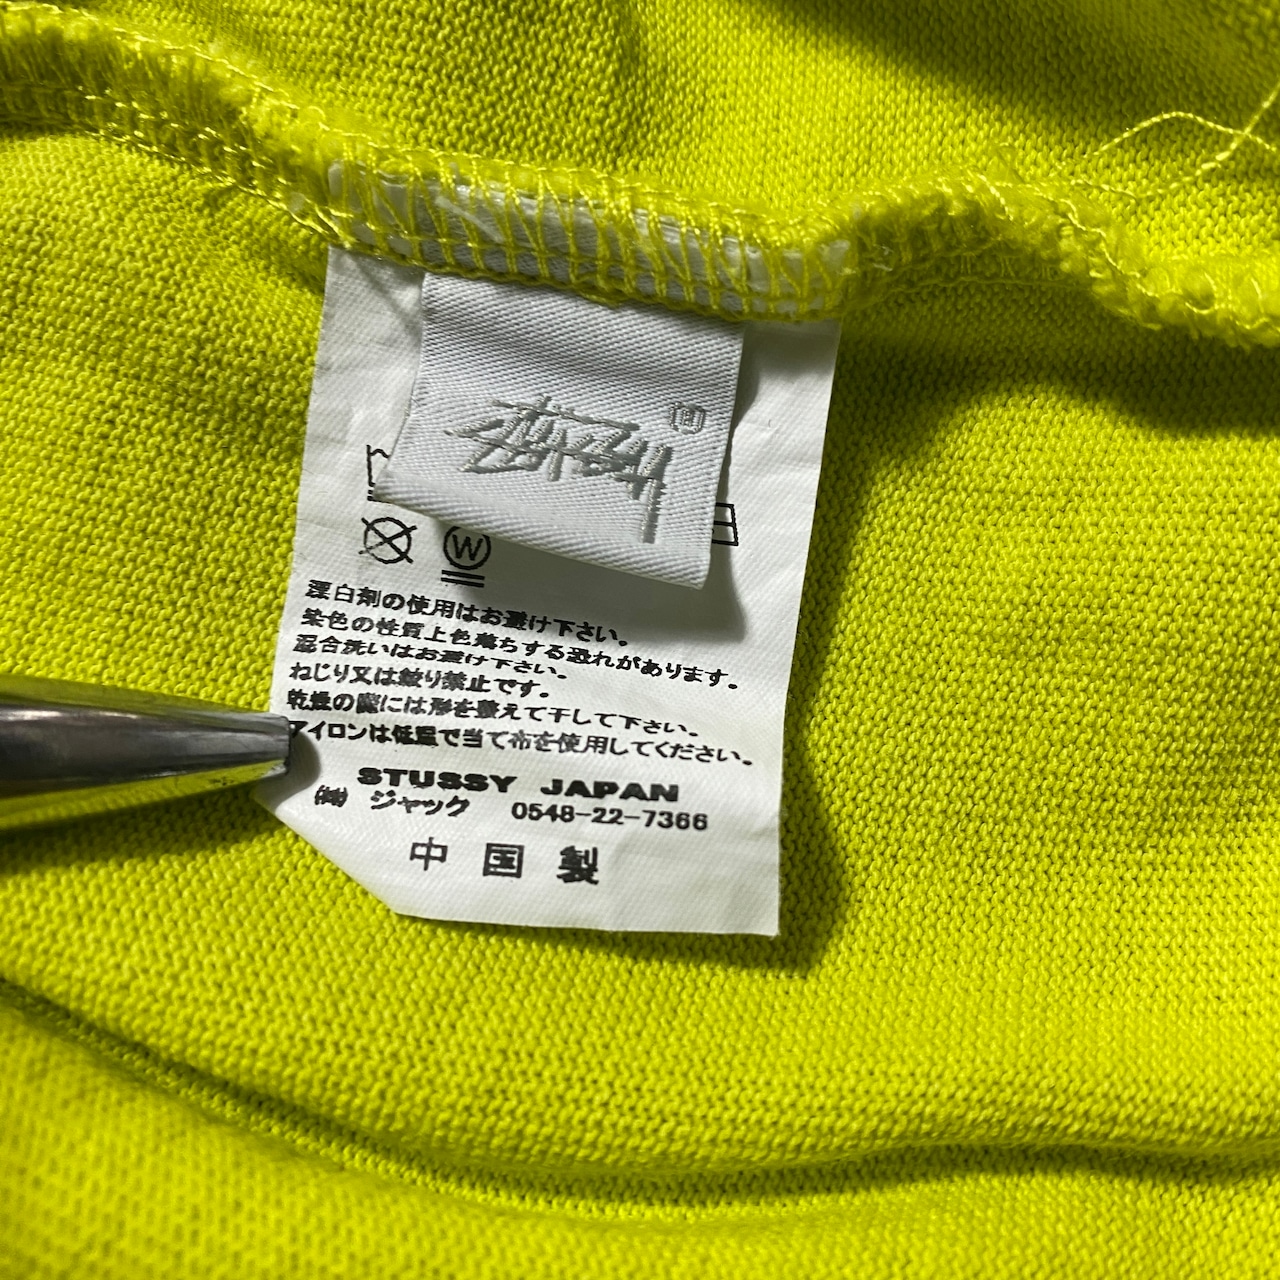 W
漂白剤の使用はお避け下さい。
染色の性質上色落ちする恐れがあります。
混合洗いはお避け下さい。
ねじり又は絞り禁止です。
乾燥の際には形を整えて干して下さい。
アイロンは低温で当て布を使用してください。
STUSSY JAPAN
㈱ ジャック 0548-22-7366
中国製